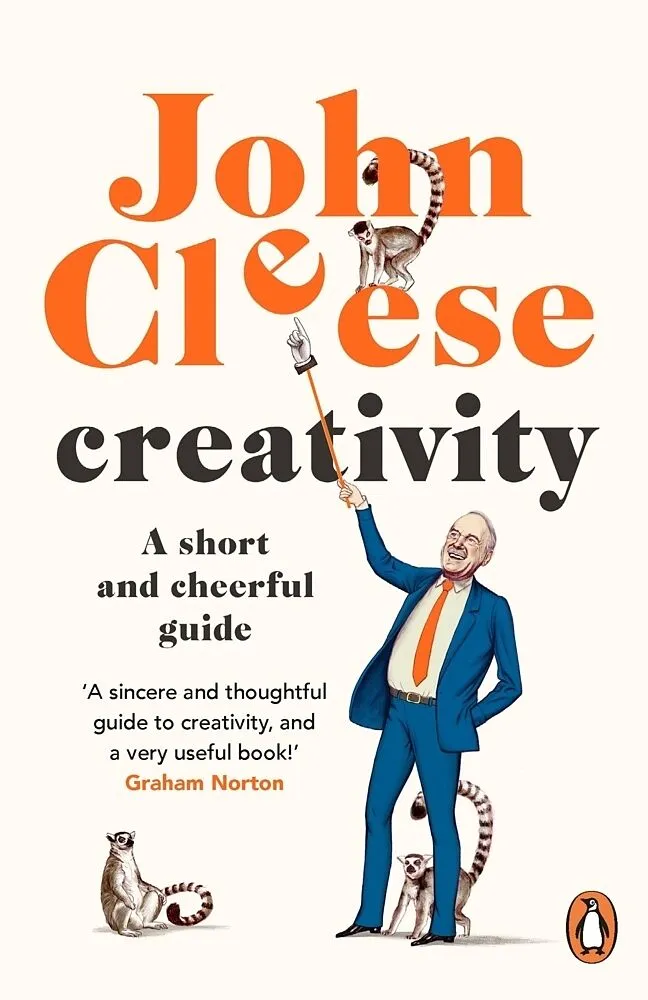 John
Cleese
creativity
A short
and cheerful
guide
‘A sincere and thoughtful
guide to creativity, and
a very useful book!’
Graham Norton